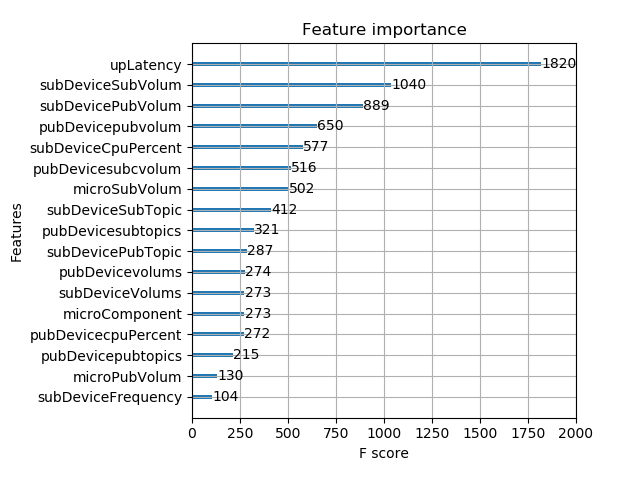 Feature importance
upLatency 1820
subDeviceSubVolum 1040
subDevicePubVolum 889
pubDevicepubvolum 650
subDeviceCpuPercent 577
pubDevicesubcvolum 516
microSubVolum 502
subDeviceSubTopic 412
pubDevicesubtopics 321
subDevicePubTopic 287
pubDevicevolums 274
subDeviceVolums 273
microComponent 273
pubDevicecpuPercent 272
pubDevicepubtopics 215
microPubVolum 130
subDeviceFrequency 104
Features
0 250 500 750 1000 1250 1500 1750 2000
F score